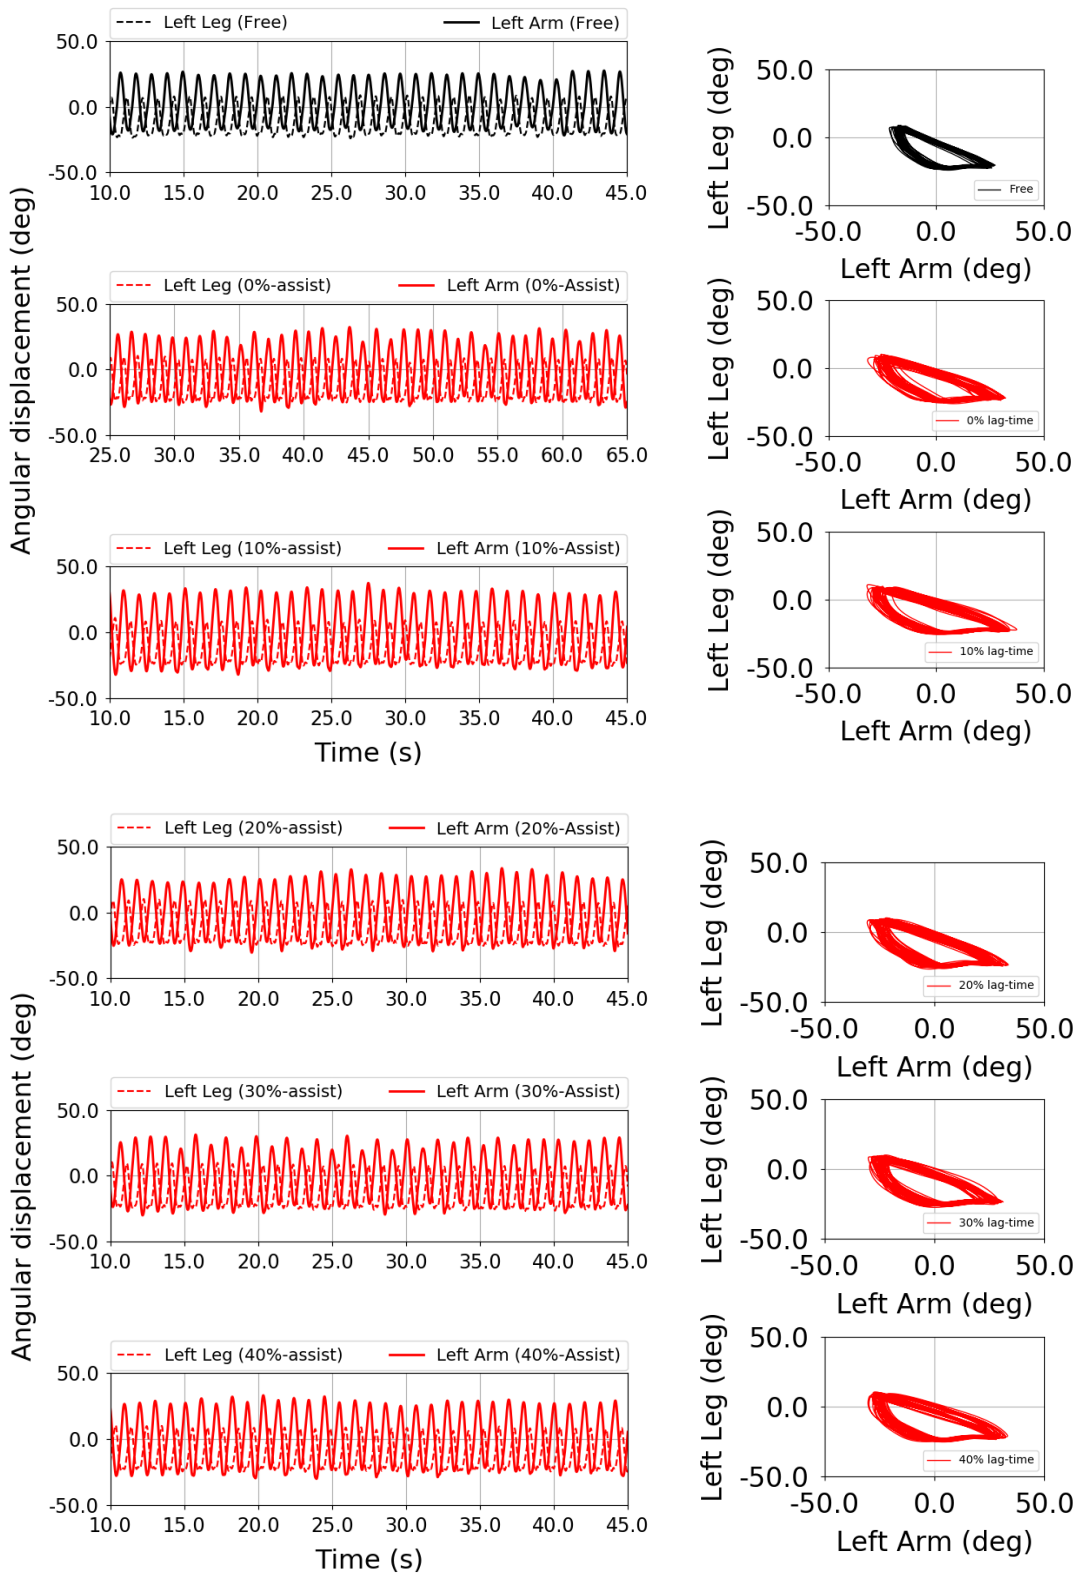 Left Leg (Free) Left Arm (Free)
50.0
0.0
-50.0
10.0 15.0 20.0 25.0 30.0 35.0 40.0 45.0
Left Leg (deg)
50.0
0.0
-50.0
Free
-50.0 0.0 50.0
Left Arm (deg)
Angular displacement (deg)
Left Leg (0%-assist) Left Arm (0%-Assist)
50.0
0.0
-50.0
25.0 30.0 35.0 40.0 45.0 50.0 55.0 60.0 65.0
Left Leg (deg)
50.0
0.0
-50.0
0% lag-time
-50.0 0.0 50.0
Left Arm (deg)
Left Leg (10%-assist) Left Arm (10%-Assist)
50.0
0.0
-50.0
10.0 15.0 20.0 25.0 30.0 35.0 40.0 45.0
Time (s)
Left Leg (deg)
50.0
0.0
-50.0
10% lag-time
-50.0 0.0 50.0
Left Arm (deg)
Left Leg (20%-assist) Left Arm (20%-Assist)
50.0
0.0
-50.0
10.0 15.0 20.0 25.0 30.0 35.0 40.0 45.0
Left Leg (deg)
50.0
0.0
-50.0
20% lag-time
-50.0 0.0 50.0
Left Arm (deg)
Angular displacement (deg)
Left Leg (30%-assist) Left Arm (30%-Assist)
50.0
0.0
-50.0
10.0 15.0 20.0 25.0 30.0 35.0 40.0 45.0
Left Leg (deg)
50.0
0.0
-50.0
30% lag-time
-50.0 0.0 50.0
Left Arm (deg)
Left Leg (40%-assist) Left Arm (40%-Assist)
50.0
0.0
-50.0
10.0 15.0 20.0 25.0 30.0 35.0 40.0 45.0
Time (s)
Left Leg (deg)
50.0
0.0
-50.0
40% lag-time
-50.0 0.0 50.0
Left Arm (deg)